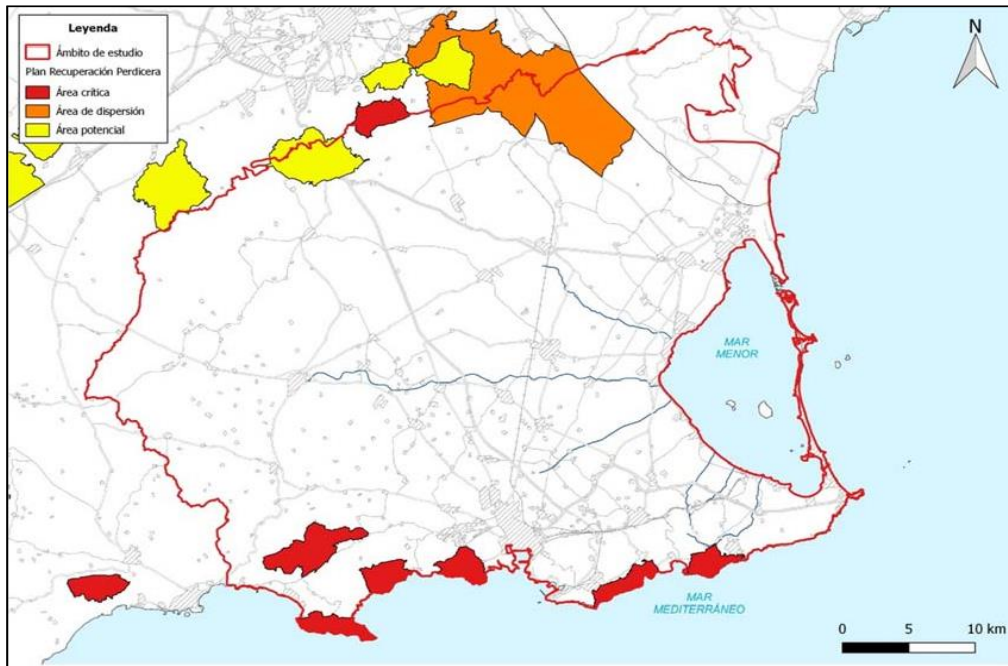 Leyenda
Ámbito de estudio
Plan Recuperación Perdicera
Área crítica
Área de dispersión
Área potencial
N
MAR
MENOR
MAR
MEDITERRÁNEO
0 5 10 km